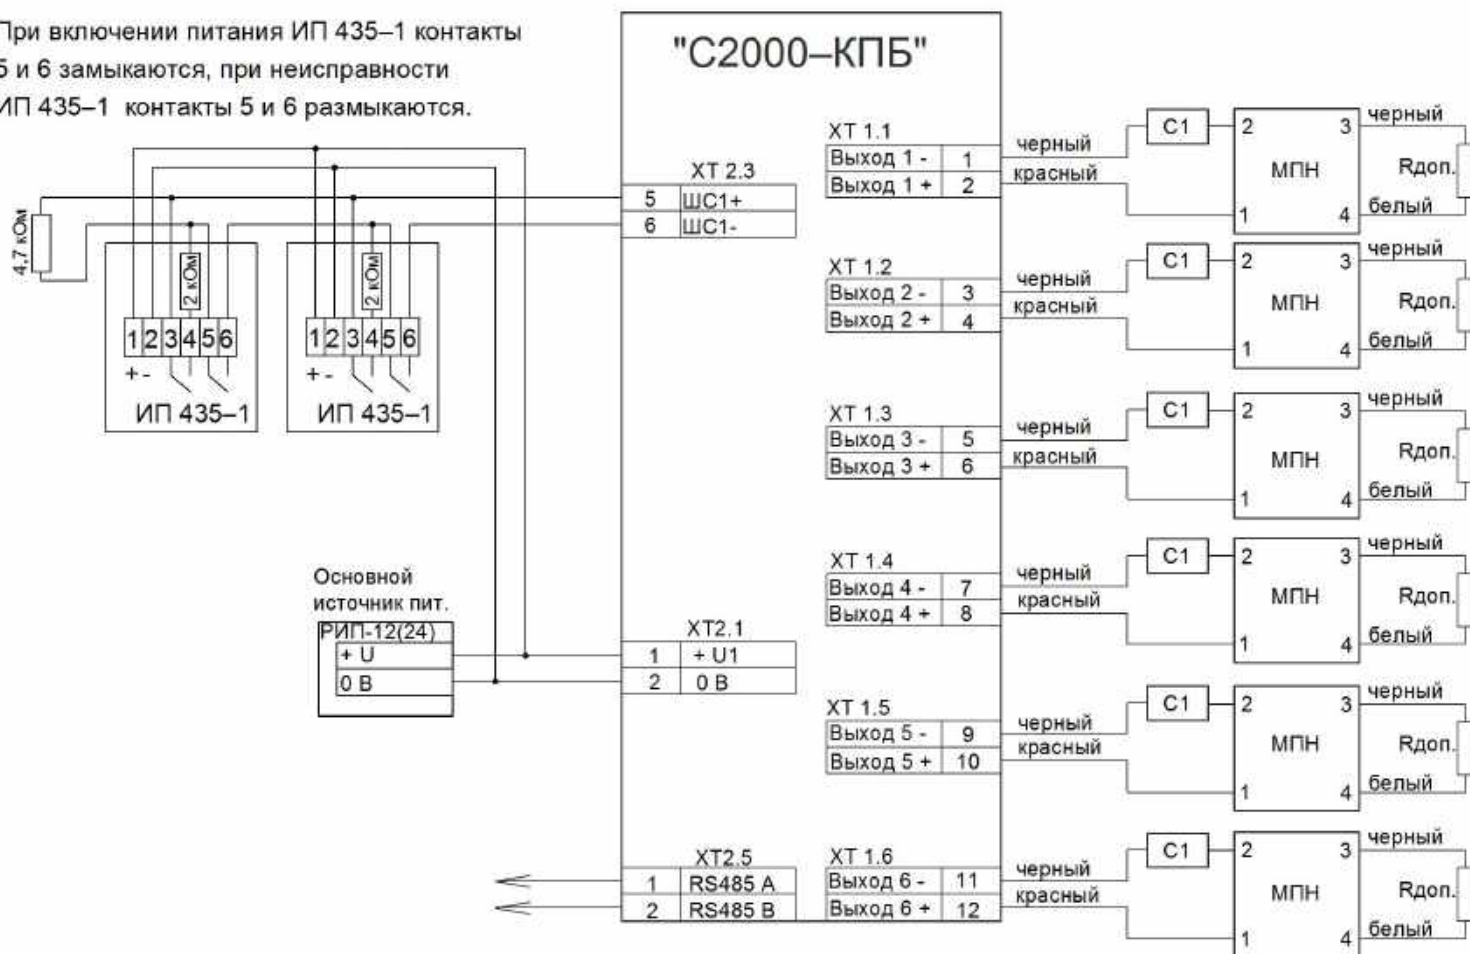 При включении питания ИП 435–1 контакты
5 и 6 замыкаются, при неисправности
ИП 435–1 контакты 5 и 6 размыкаются.
"С2000–КПБ"
4,7 кОм
2 кОм
1 2 3 4 5 6
+ -
ИП 435–1
2 кОм
1 2 3 4 5 6
+ -
ИП 435–1
XT 2.3
5 ШС1+
6 ШС1-
Основной
источник пит.
РИП-12(24)
+ U
0 В
XT2.1
1 + U1
2 0 В
XT2.5
1 RS485 A
2 RS485 B
XT 1.1
Выход 1 - 1
Выход 1 + 2
черный
красный
С1
2 3
МПН
1 4
черный
Rдоп.
белый
XT 1.2
Выход 2 - 3
Выход 2 + 4
черный
красный
С1
2 3
МПН
1 4
черный
Rдоп.
белый
XT 1.3
Выход 3 - 5
Выход 3 + 6
черный
красный
С1
2 3
МПН
1 4
черный
Rдоп.
белый
XT 1.4
Выход 4 - 7
Выход 4 + 8
черный
красный
С1
2 3
МПН
1 4
черный
Rдоп.
белый
XT 1.5
Выход 5 - 9
Выход 5 + 10
черный
красный
С1
2 3
МПН
1 4
черный
Rдоп.
белый
XT 1.6
Выход 6 - 11
Выход 6 + 12
черный
красный
С1
2 3
МПН
1 4
черный
Rдоп.
белый